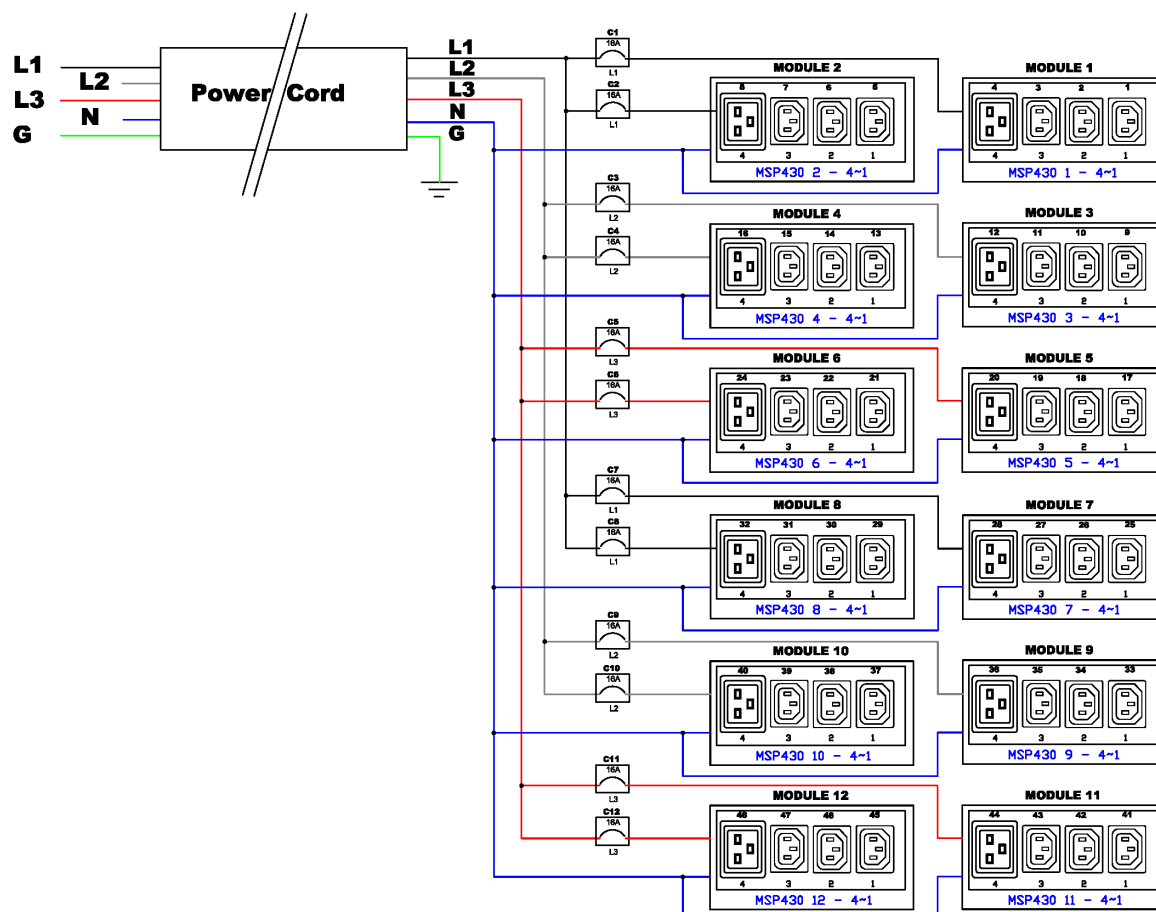 L1
L2
L3
N
G
Power Cord
L1
L2
L3
N
G
C1
16A
L1
C2
16A
L1
MODULE 2
8 7 6 5
4 3 2 1
MSP430 2 - 4~1
MODULE 1
4 3 2 1
4 3 2 1
MSP430 1 - 4~1
C3
16A
L2
C4
16A
L2
MODULE 4
16 15 14 13
4 3 2 1
MSP430 4 - 4~1
MODULE 3
12 11 10 9
4 3 2 1
MSP430 3 - 4~1
C5
16A
L3
C6
16A
L3
MODULE 6
24 23 22 21
4 3 2 1
MSP430 6 - 4~1
MODULE 5
20 19 18 17
4 3 2 1
MSP430 5 - 4~1
C7
16A
L1
C8
16A
L1
MODULE 8
32 31 30 29
4 3 2 1
MSP430 8 - 4~1
MODULE 7
28 27 26 25
4 3 2 1
MSP430 7 - 4~1
C9
16A
L2
C10
16A
L2
MODULE 10
40 39 38 37
4 3 2 1
MSP430 10 - 4~1
MODULE 9
36 35 34 33
4 3 2 1
MSP430 9 - 4~1
C11
16A
L3
C12
16A
L3
MODULE 12
48 47 46 45
4 3 2 1
MSP430 12 - 4~1
MODULE 11
44 43 42 41
4 3 2 1
MSP430 11 - 4~1